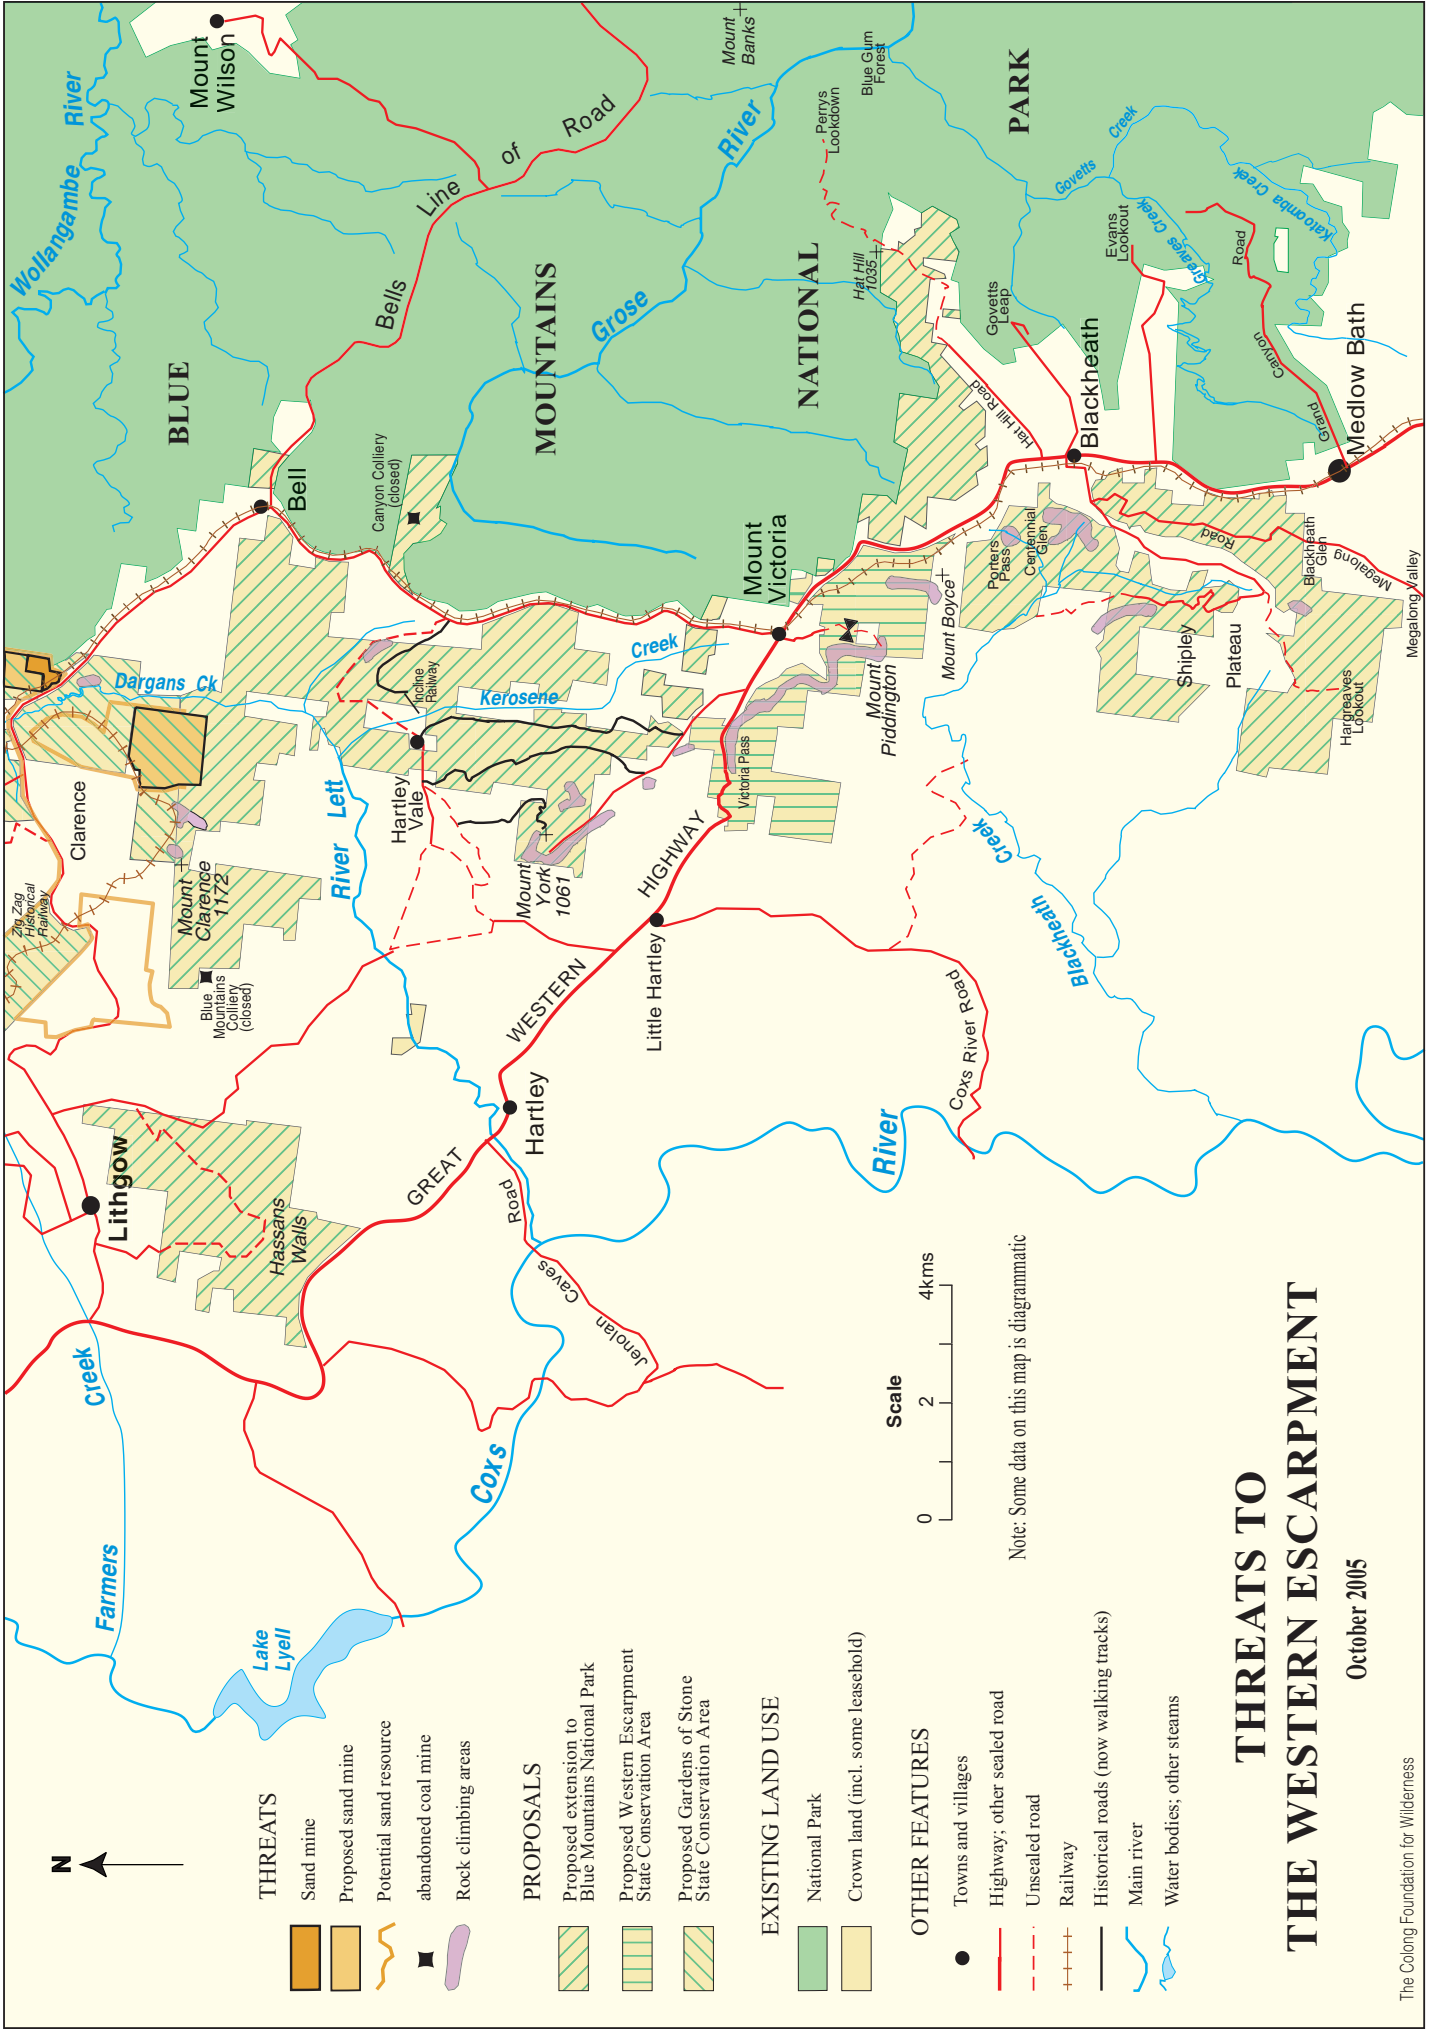 THREATS TO
THE WESTERN ESCARPMENT
October 2005
The Colong Foundation for Wilderness
N
THREATS
Sand mine
Proposed sand mine
Potential sand resource
abandoned coal mine
Rock climbing areas
PROPOSALS
Proposed extension to
Blue Mountains National Park
Proposed Western Escarpment
State Conservation Area
Proposed Gardens of Stone
State Conservation Area
EXISTING LAND USE
National Park
Crown land (incl. some leasehold)
OTHER FEATURES
Towns and villages
Highway; other sealed road
Unsealed road
Railway
Historical roads (now walking tracks)
Main river
Water bodies; other steams
Scale
0 2 4kms
Note: Some data on this map is diagrammatic
Farmers
Creek
Lake
Lyell
Coxs
River
Lithgow
Hassans
Walls
GREAT
WESTERN
HIGHWAY
Hartley
Jenolan
Caves
Road
Little Hartley
Coxs River Road
Blue
Mountains
Colliery
(closed)
Zig Zag
Historical
Railway
Mount
Clarence
1172
Clarence
River
Lett
Dargans Ck
Hartley
Vale
Incline
Railway
Kerosene
Creek
Mount
York
1061
Victoria Pass
Mount
Piddington
Mount
Victoria
Mount Boyce
Canyon Colliery
(closed)
Bell
Bells
Line
of
Road
Mount
Wilson
Wollangambe
River
BLUE
MOUNTAINS
NATIONAL
PARK
Grose
River
Mount
Banks
Blue Gum
Forest
Perrys
Lookdown
Hat Hill
1035
Hat Hill Road
Govetts
Leap
Evans
Lookout
Govetts
Creek
Greaves Creek
Katoomba Creek
Grand
Canyon
Road
Blackheath
Medlow Bath
Porters
Pass
Centennial
Glen
Blackheath
Glen
Megalong
Road
Megalong Valley
Shipley
Plateau
Hargreaves
Lookout
Blackheath
Creek